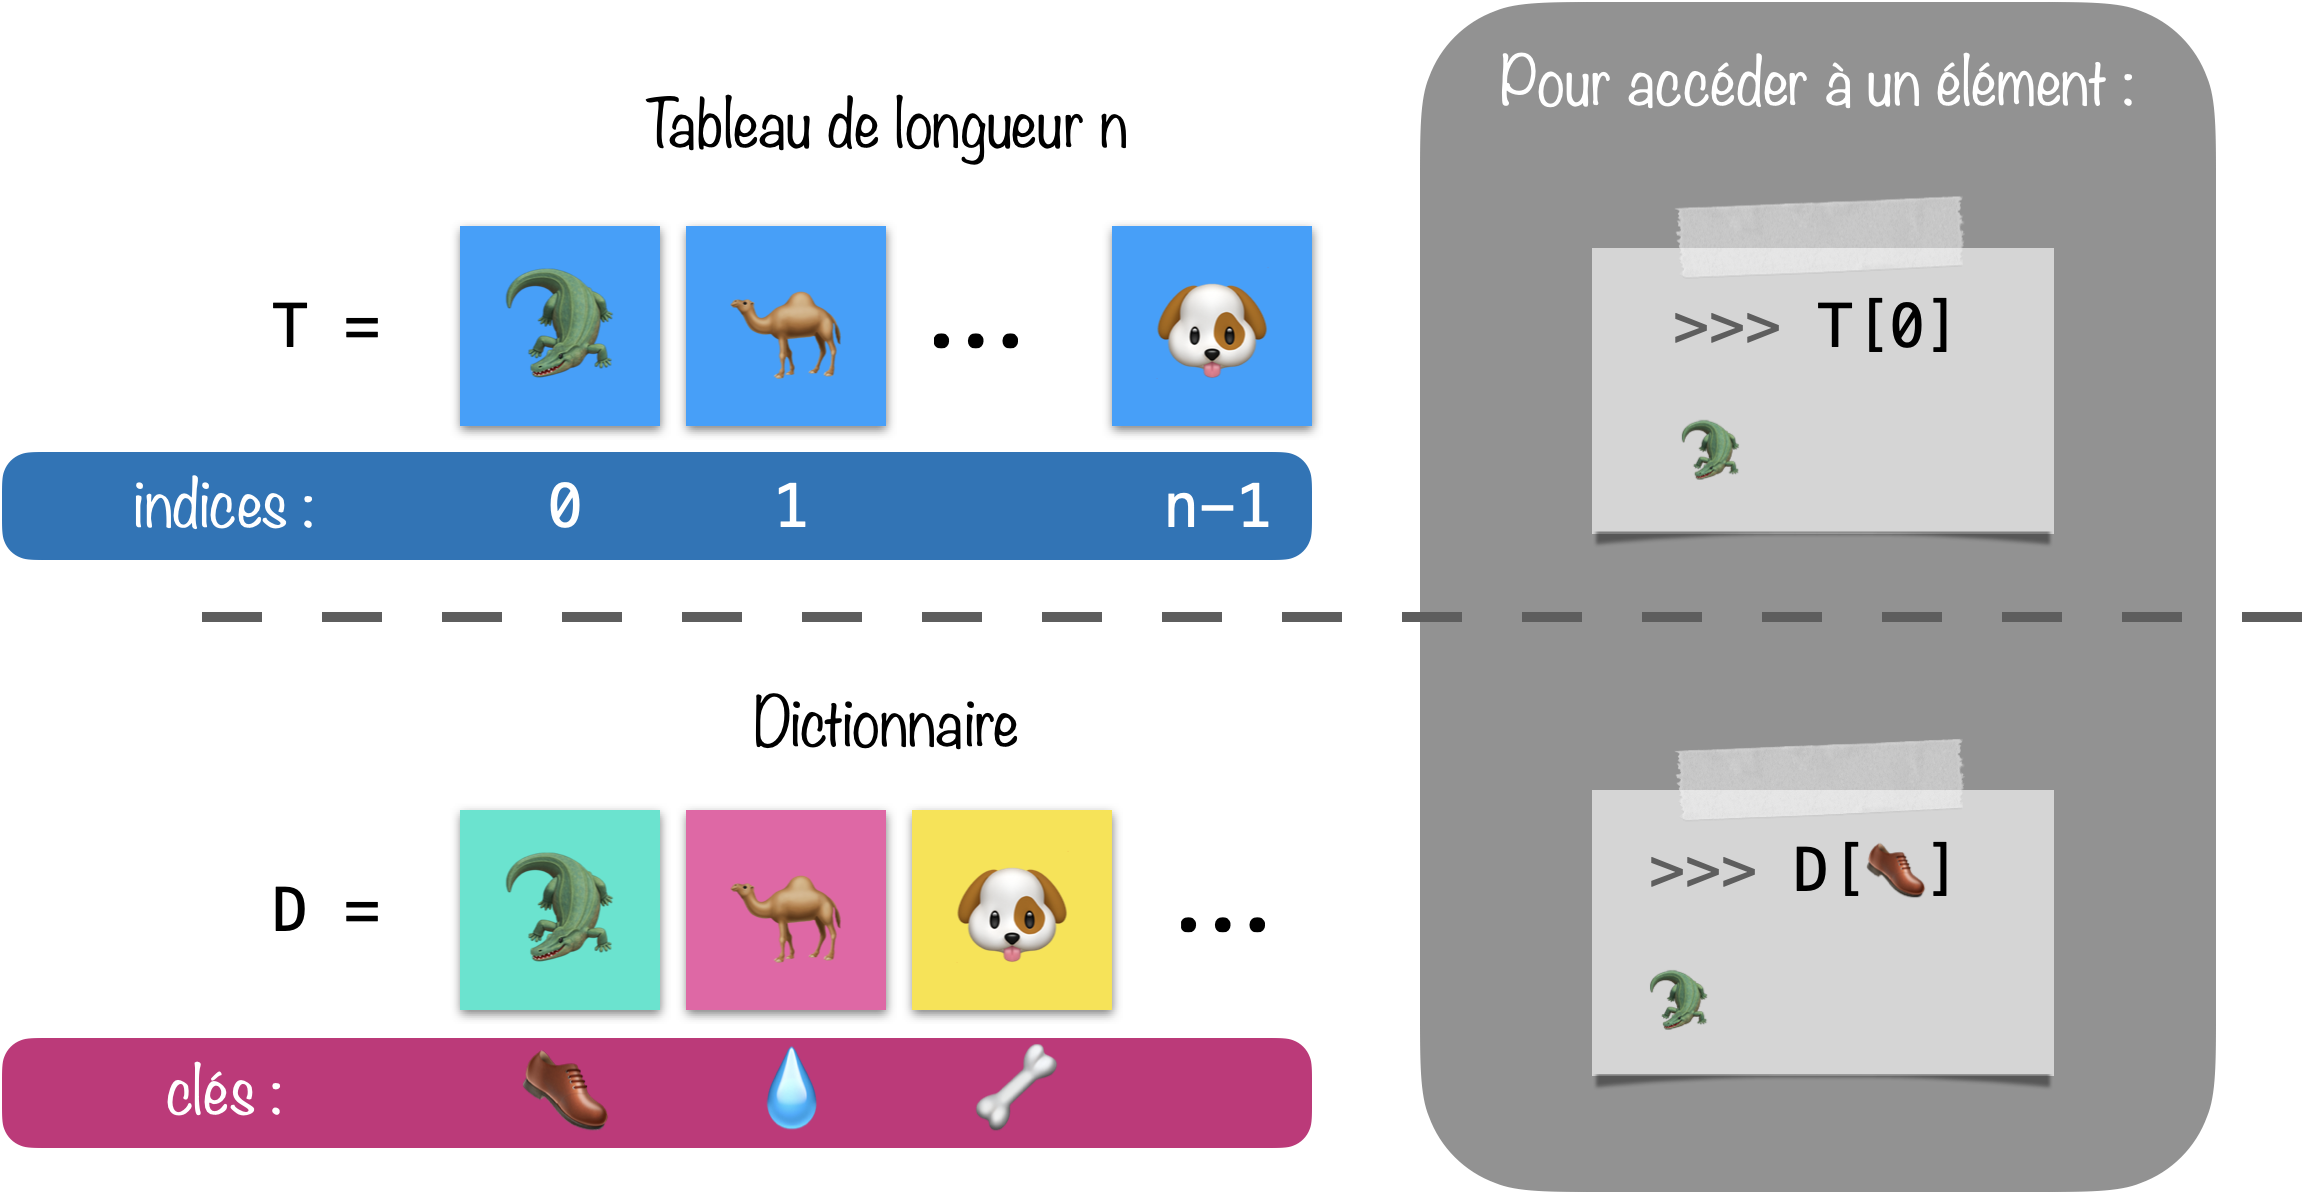 Pour accéder à un élément :
Tableau de longueur n
T = ...
>>> T[0]
indices : 0 1 n-1
Dictionnaire
D = ...
>>> D[👞]
clés :